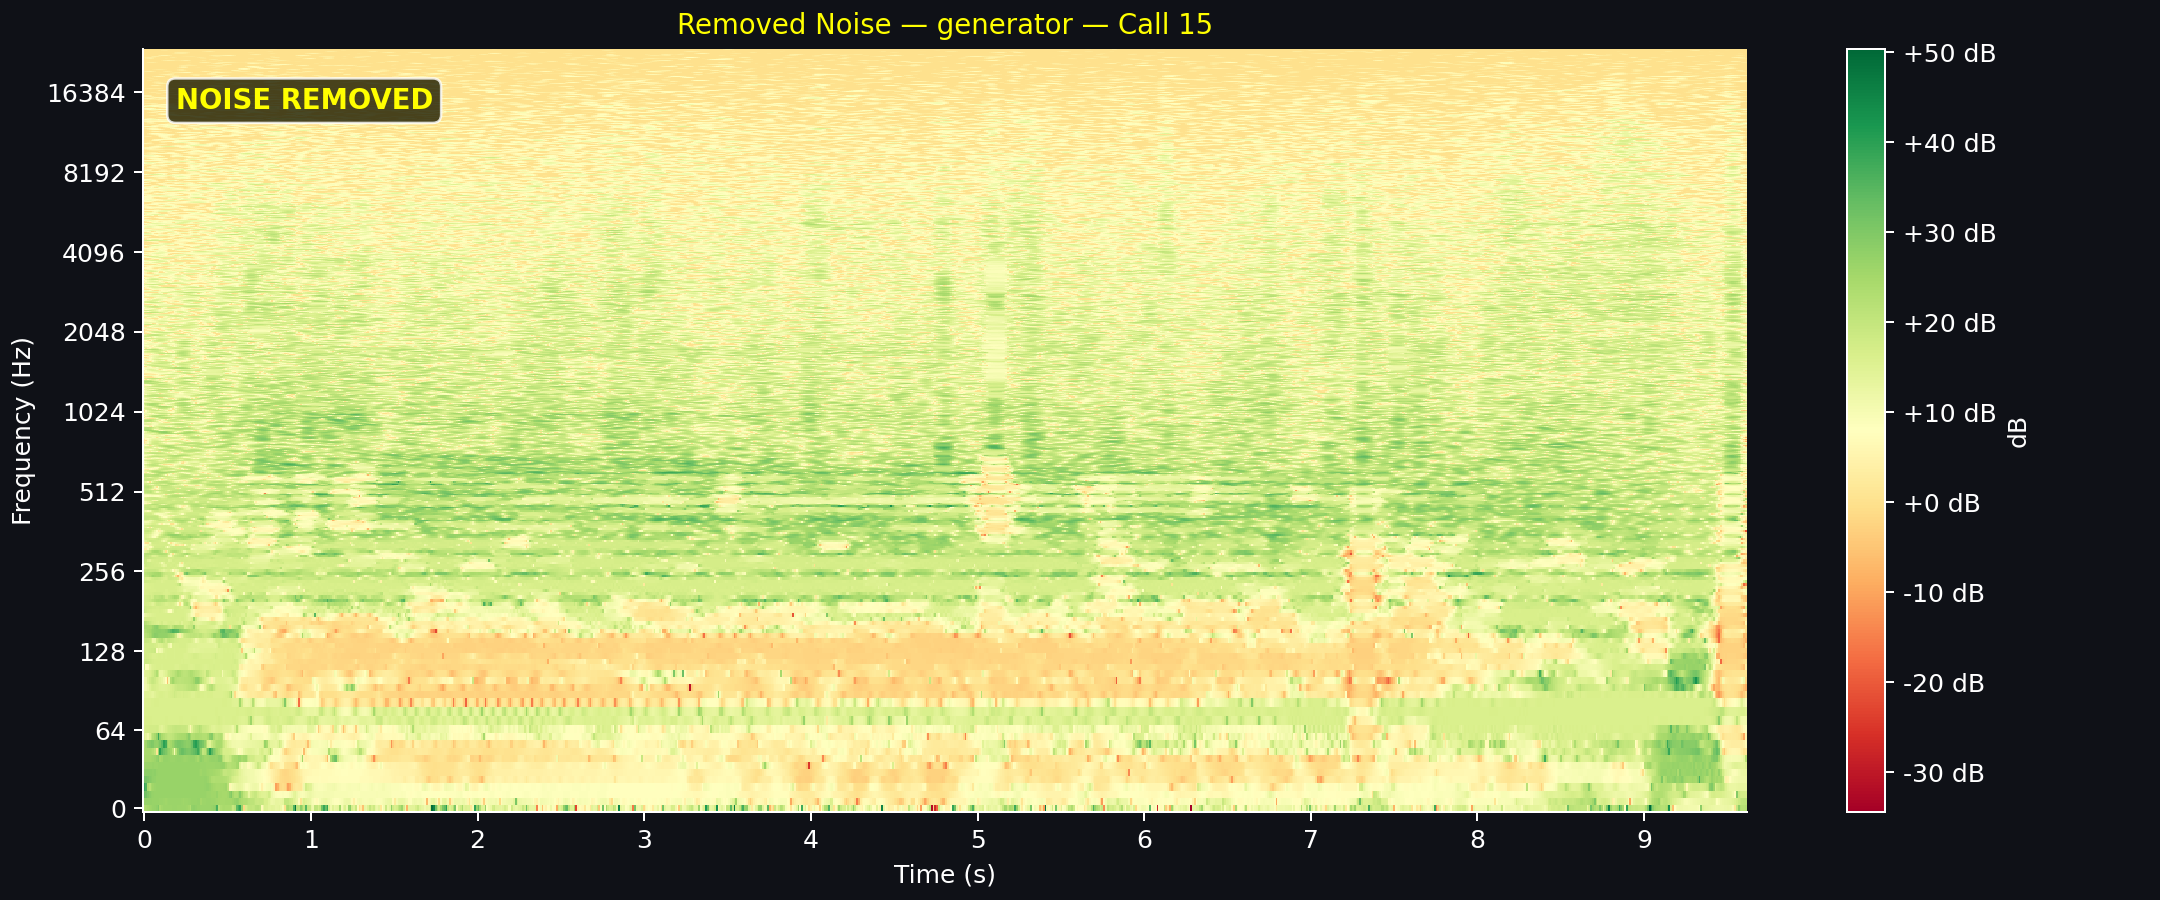 Removed Noise — generator — Call 15
NOISE REMOVED
Frequency (Hz)
16384
8192
4096
2048
1024
512
256
128
64
0
0 1 2 3 4 5 6 7 8 9
Time (s)
+50 dB
+40 dB
+30 dB
+20 dB
+10 dB
+0 dB
-10 dB
-20 dB
-30 dB
dB